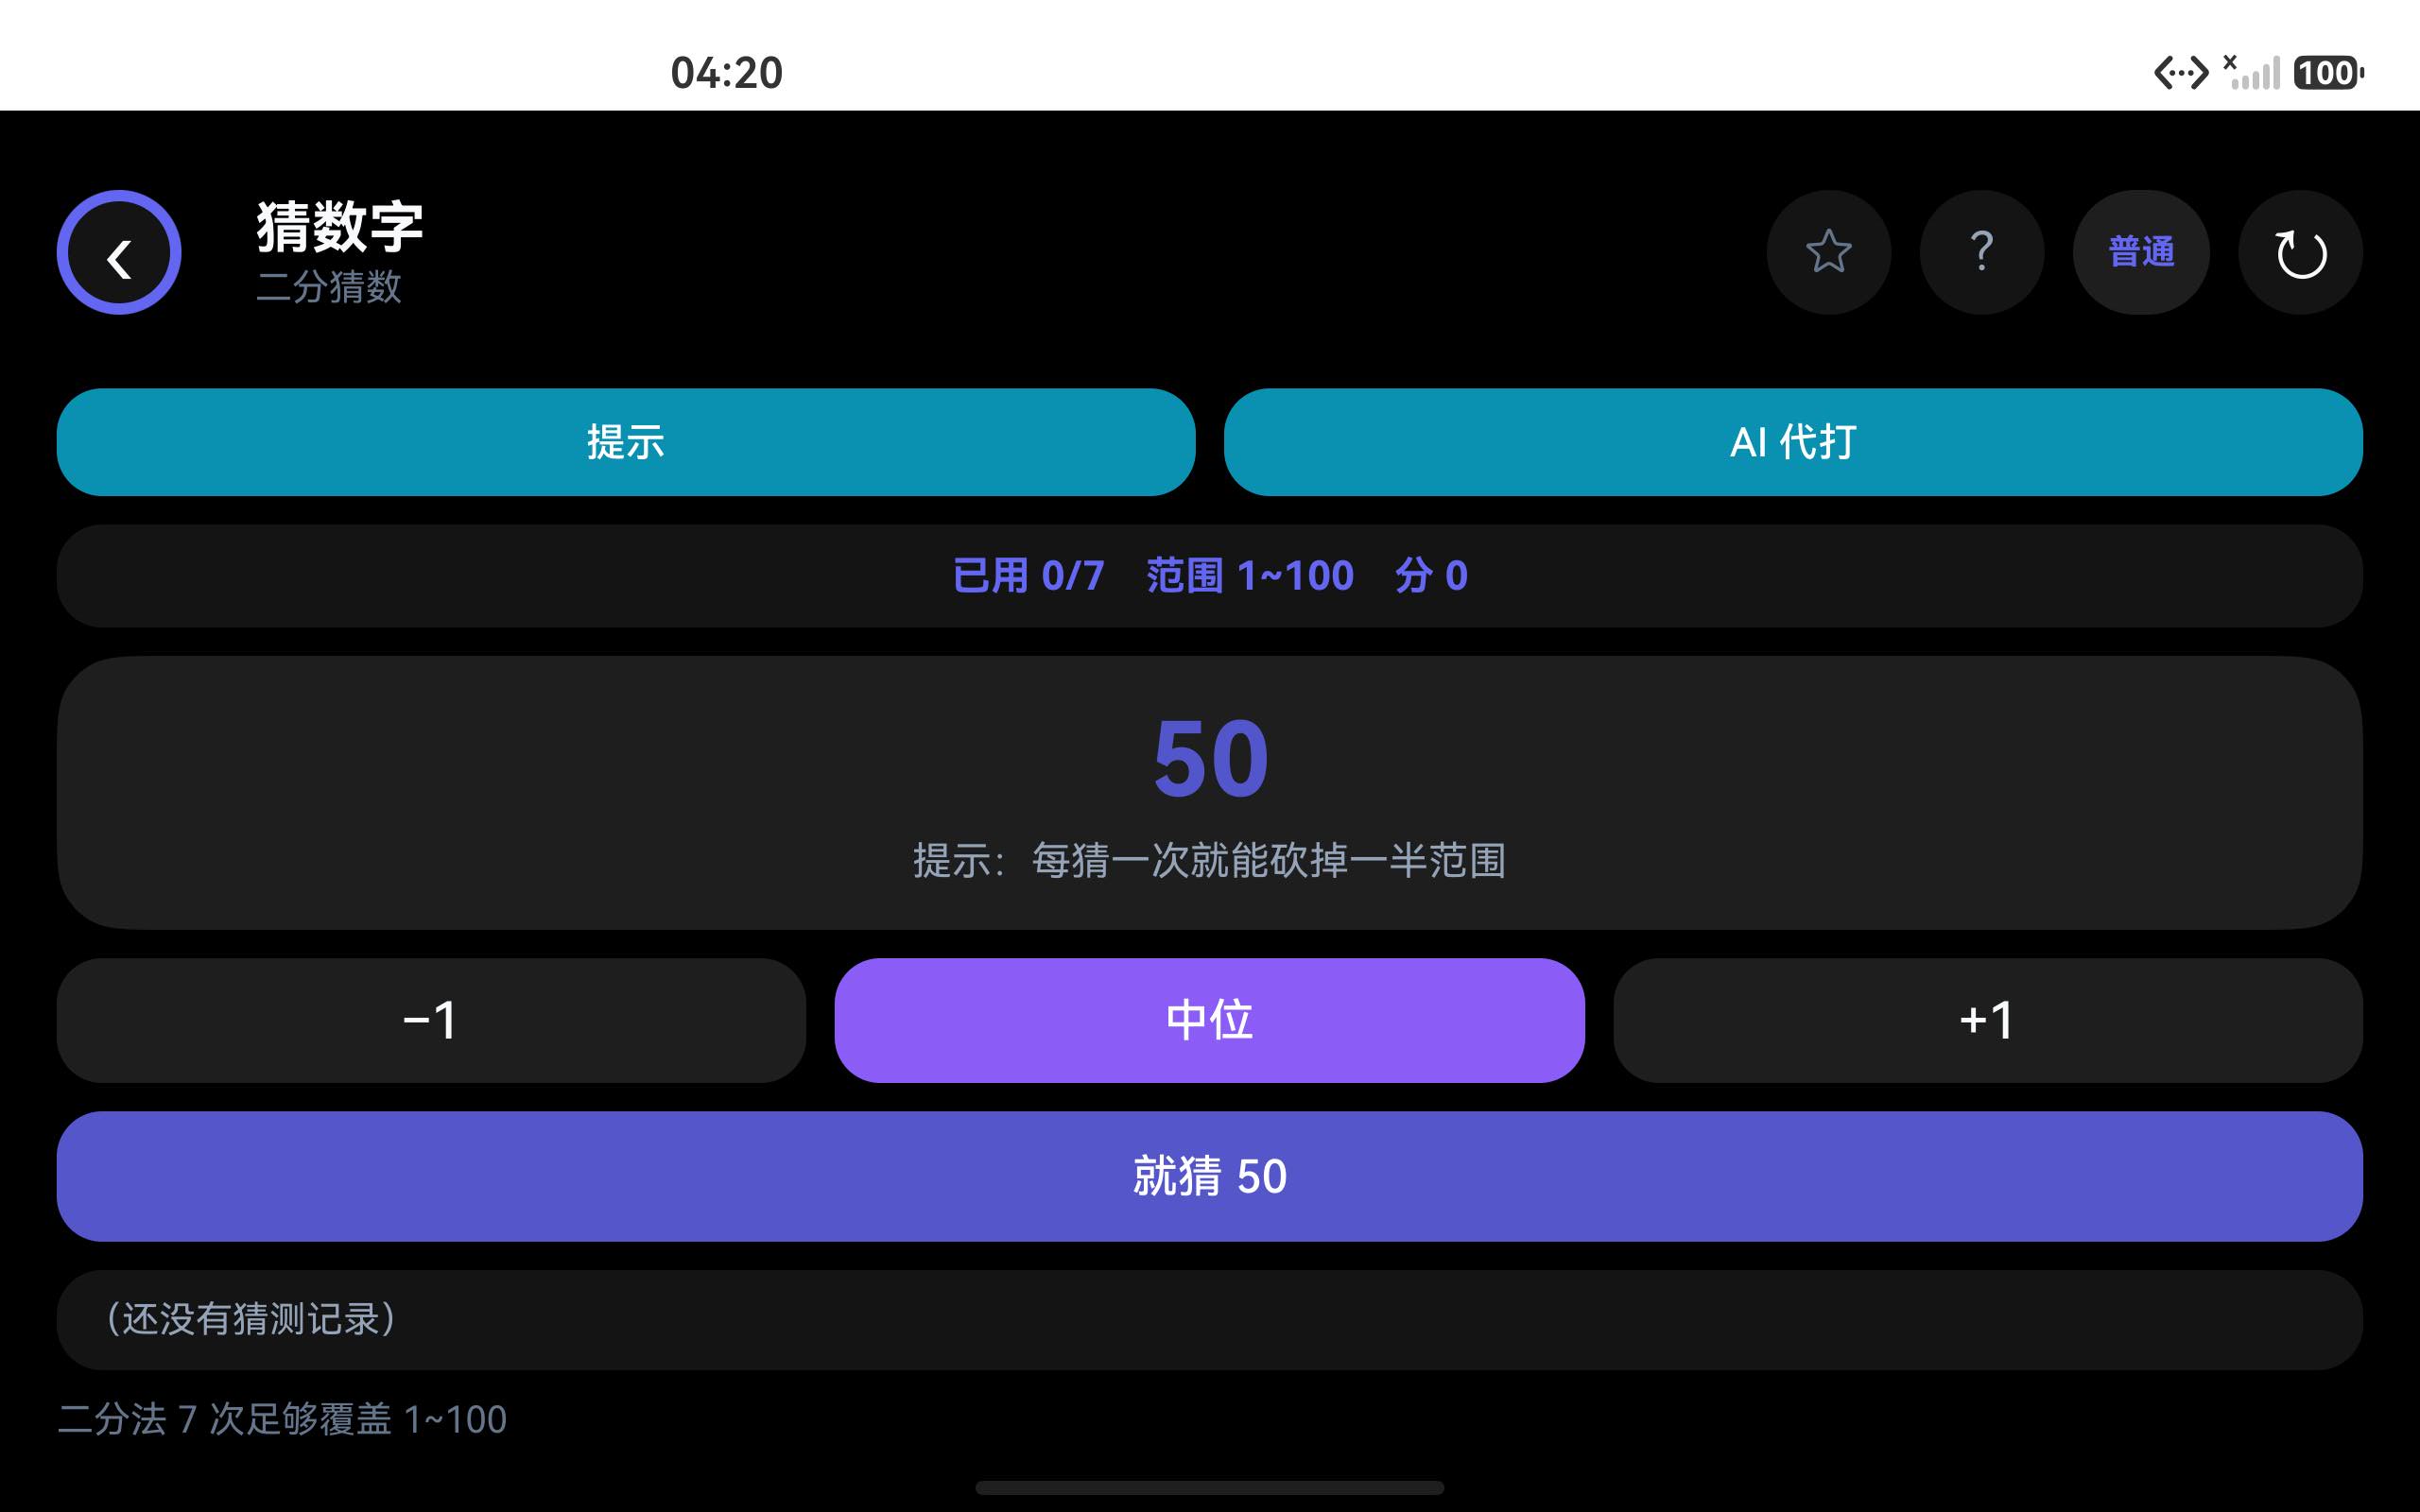 04:20
100
猜数字
二分猜数
?
普通
提示
AI 代打
已用 0/7 范围 1~100 分 0
50
提示：每猜一次就能砍掉一半范围
−1
中位
+1
就猜 50
（还没有猜测记录）
二分法 7 次足够覆盖 1~100